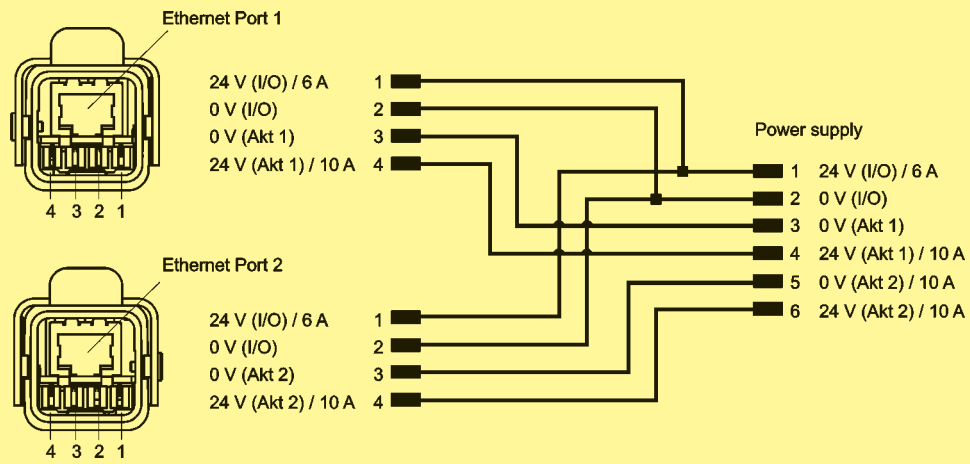 Ethernet Port 1
24 V (I/O) / 6 A 1
0 V (I/O) 2
0 V (Akt 1) 3
24 V (Akt 1) / 10 A 4
4 3 2 1
Power supply
1 24 V (I/O) / 6 A
2 0 V (I/O)
3 0 V (Akt 1)
4 24 V (Akt 1) / 10 A
5 0 V (Akt 2) / 10 A
6 24 V (Akt 2) / 10 A
Ethernet Port 2
24 V (I/O) / 6 A 1
0 V (I/O) 2
0 V (Akt 2) 3
24 V (Akt 2) / 10 A 4
4 3 2 1